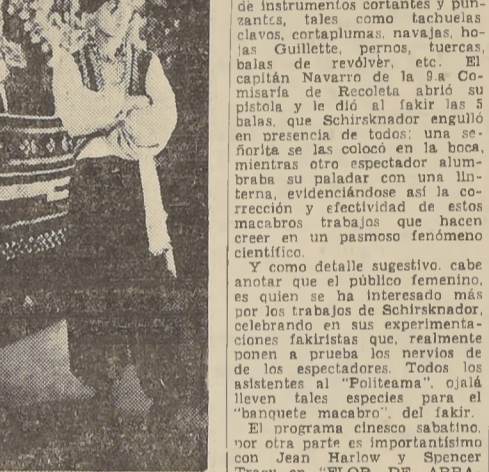 de instrumentos cortantes y pun-
zantes, tales como tachuelas
clavos, cortaplumas, navajas, ho-
jas Guillette, pernos, tuercas,
balas de revólver, etc. El
capitán Navarro de la 9.a Co-
misaría de Recoleta abrió su
pistola y le dió al fakir las 5
balas, que Schirsknador engulló
en presencia de todos; una se-
ñorita se las colocó en la boca,
mientras otro espectador alum-
braba su paladar con una lin-
terna, evidenciándose así la co-
rrección y efectividad de estos
macabros trabajos que hacen
creer en un pasmoso fenómeno
científico.
Y como detalle sugestivo, cabe
anotar que el público femenino,
es quien se ha interesado más
por los trabajos de Schirsknador,
celebrando en sus experimenta-
ciones fakiristas que, realmente
ponen a prueba los nervios de
de los espectadores. Todos los
asistentes al "Politeama", ojalá
lleven tales especies para el
"banquete macabro", del fakir.
El programa cinesco sabatino,
por otra parte es importantísimo
con Jean Harlow y Spencer
Tracy en "FLOR DE